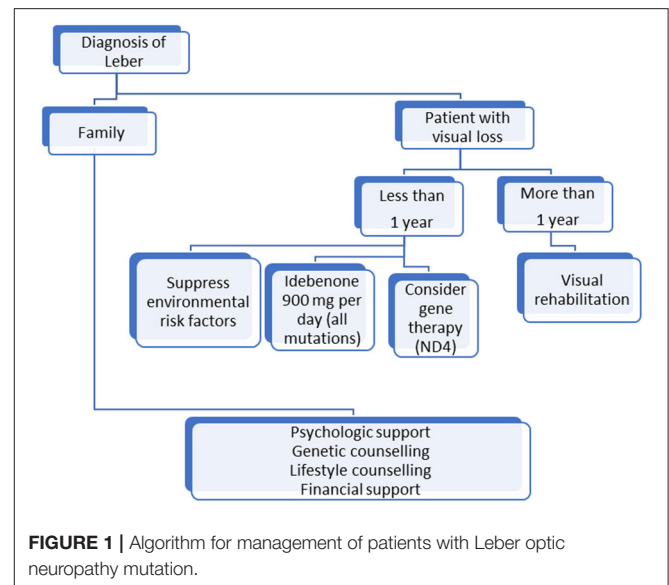 Diagnosis of
Leber
Family
Patient with
visual loss
Less than
1 year
More than
1 year
Suppress
environmental
risk factors
Idebenone
900 mg per
day (all
mutations)
Consider
gene
therapy
(ND4)
Visual
rehabilitation
Psychologic support
Genetic counselling
Lifestyle counselling
Financial support
FIGURE 1 | Algorithm for management of patients with Leber optic
neuropathy mutation.